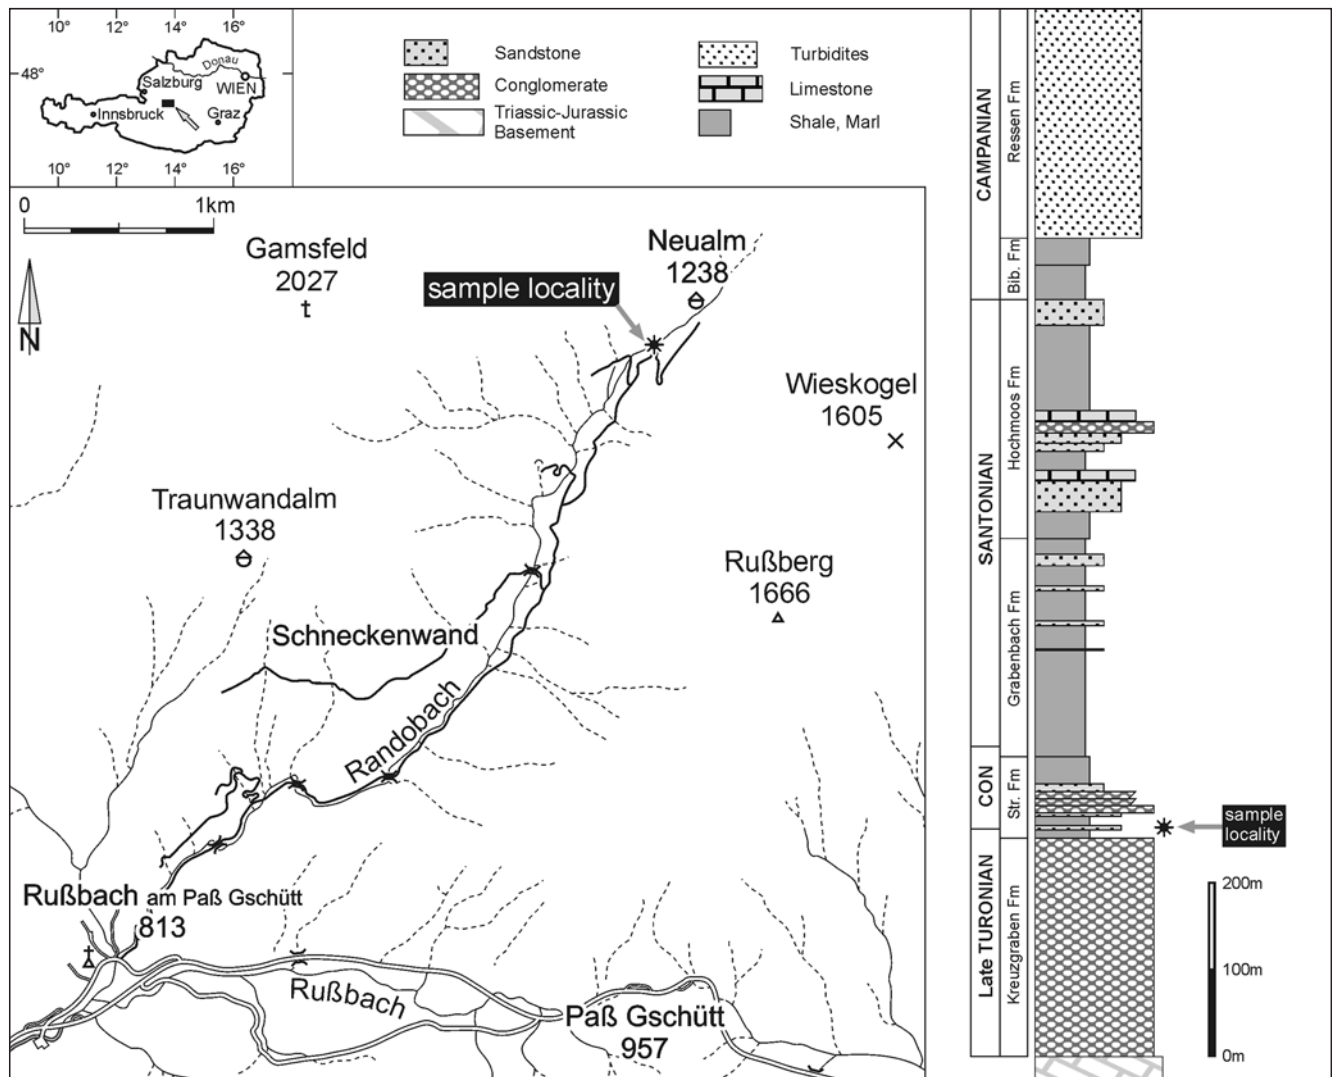 10° 12° 14° 16°
48°
Donau
Salzburg
WIEN
Innsbruck
Graz
10° 12° 14° 16°
Sandstone
Conglomerate
Triassic-Jurassic
Basement
Turbidites
Limestone
Shale, Marl
0 1km
N
Gamsfeld
2027
Neualm
1238
sample locality
Wieskogel
1605
Traunwandalm
1338
Rußberg
1666
Schneckenwand
Randobach
Rußbach am Paß Gschütt
813
Rußbach
Paß Gschütt
957
CAMPANIAN
Ressen Fm
Bib. Fm
SANTONIAN
Hochmoos Fm
Grabenbach Fm
CON
Str. Fm
Late TURONIAN
Kreuzgraben Fm
sample
locality
200m
100m
0m